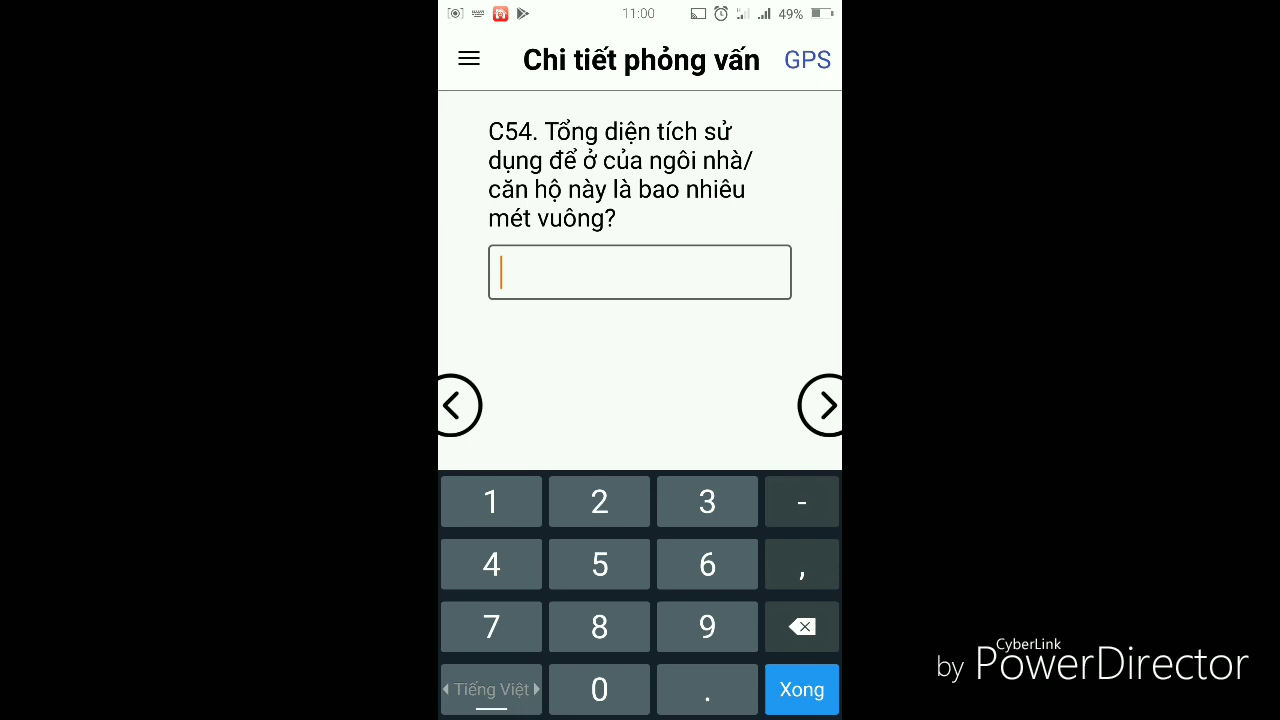 11:00
49%
Chi tiết phỏng vấn
GPS
C54. Tổng diện tích sử
dụng để ở của ngôi nhà/
căn hộ này là bao nhiêu
mét vuông?
1 2 3 -
4 5 6 ,
7 8 9
Tiếng Việt 0 . Xong
CyberLink
by PowerDirector